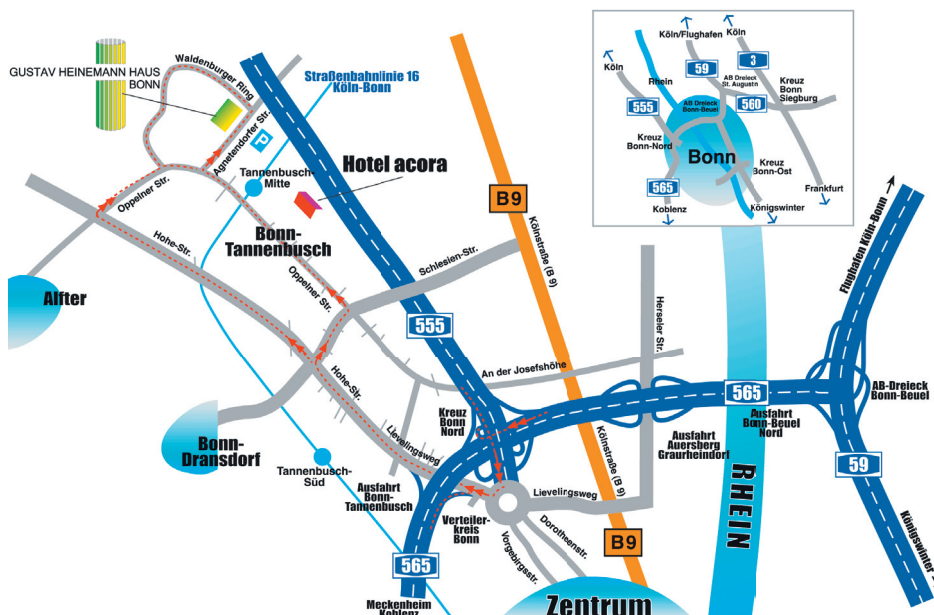 GUSTAV HEINEMANN HAUS
BONN
Waldenburger Ring
Agnetendorfer Str.
P
Straßenbahnlinie 16
Köln-Bonn
Tannenbusch-
Mitte
Hotel acora
Oppelner Str.
Bonn-
Tannenbusch
Hohe-Str.
Oppelner Str.
Schlesien-Str.
Alfter
555
B9
Kölnstraße (B 9)
Herseler Str.
An der Josefshöhe
Hohe-Str.
Lievelingsweg
Bonn-
Dransdorf
Tannenbusch-
Süd
Kreuz
Bonn
Nord
Ausfahrt
Bonn-
Tannenbusch
Verteiler-
kreis
Bonn
Lievelirgsweg
Kölnstraße (B 9)
Dorotheenstr.
Vorgebirgsstr.
B9
565
Meckenheim
Koblenz
Zentrum
Ausfahrt
Auersberg
Graurheindorf
565
Ausfahrt
Bonn-Beuel
Nord
RHEIN
AB-Dreieck
Bonn-Beuel
59
Flughafen Köln-Bonn
Königswinter
Köln/Flughafen
Köln
Köln
3
59
Rhein
AB Dreieck
St. Augustin
Kreuz
Bonn
Siegburg
555
560
AB Dreieck
Bonn-Beuel
Kreuz
Bonn-Nord
Bonn
Kreuz
Bonn-Ost
565
Koblenz
Königswinter
Frankfurt